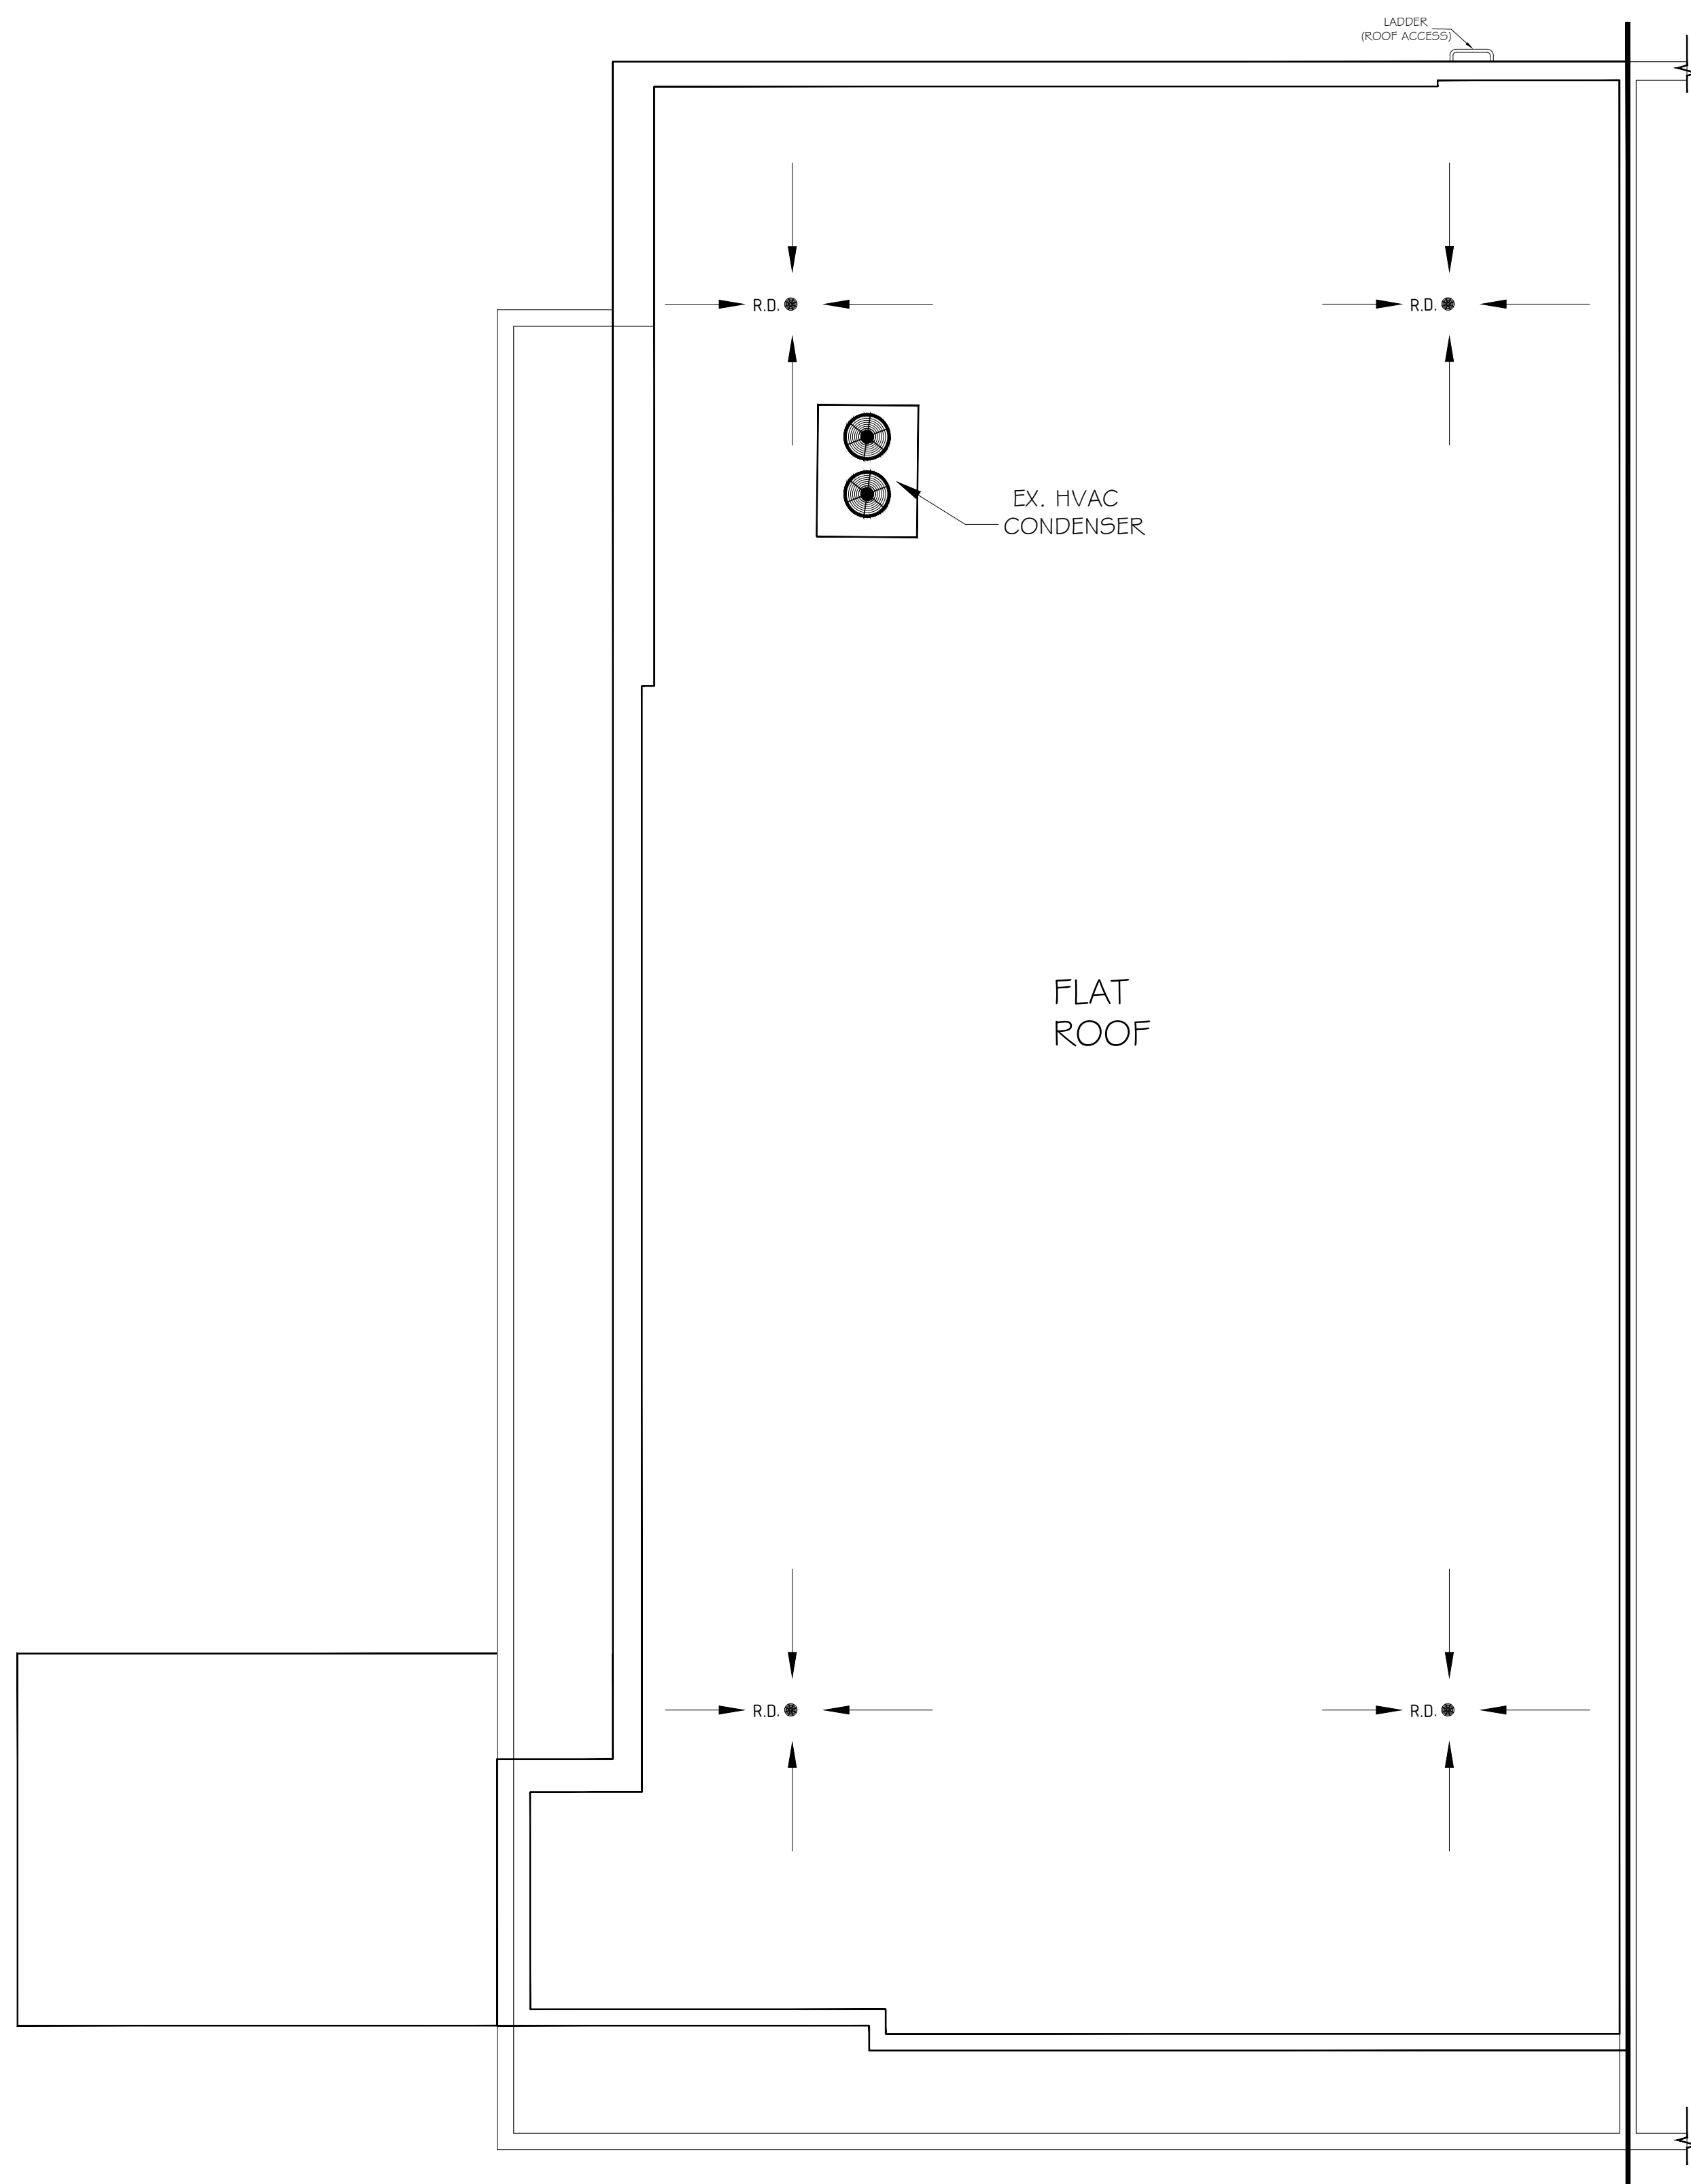 LADDER
(ROOF ACCESS)
R.D.
R.D.
EX. HVAC
CONDENSER
FLAT
ROOF
R.D.
R.D.